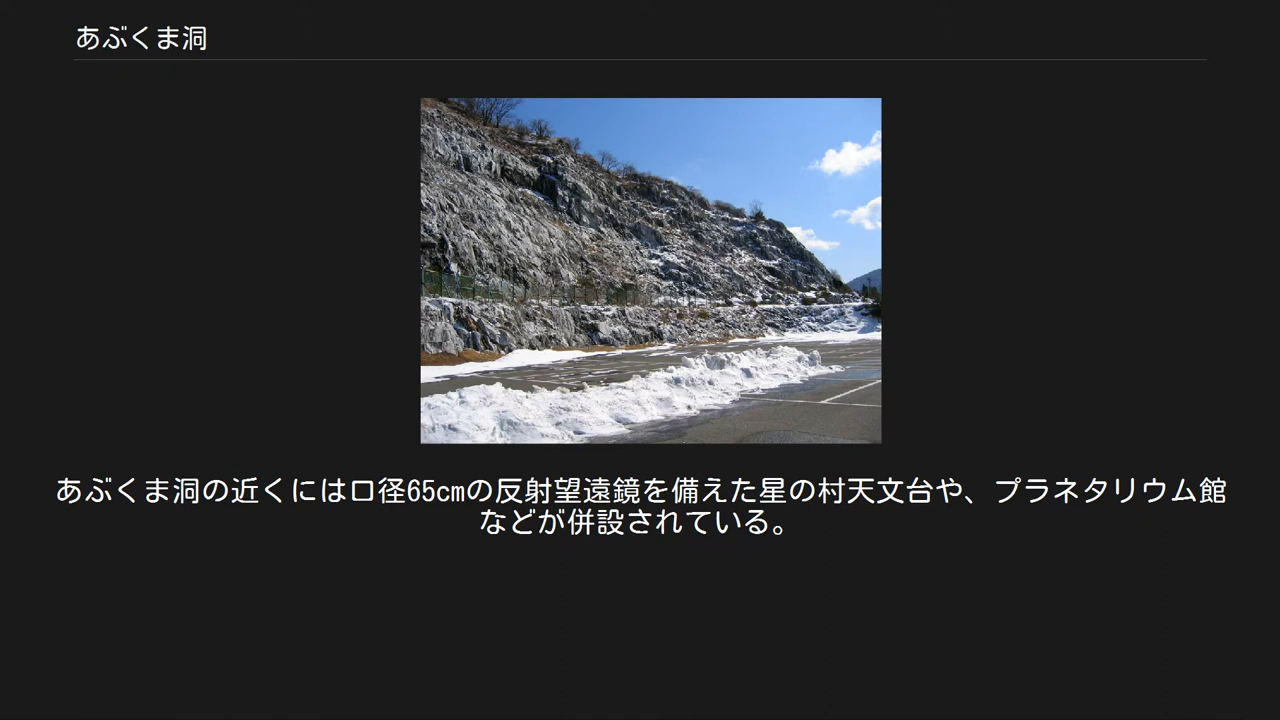 あぶくま洞
あぶくま洞の近くには口径65cmの反射望遠鏡を備えた星の村天文台や、プラネタリウム館
などが併設されている。